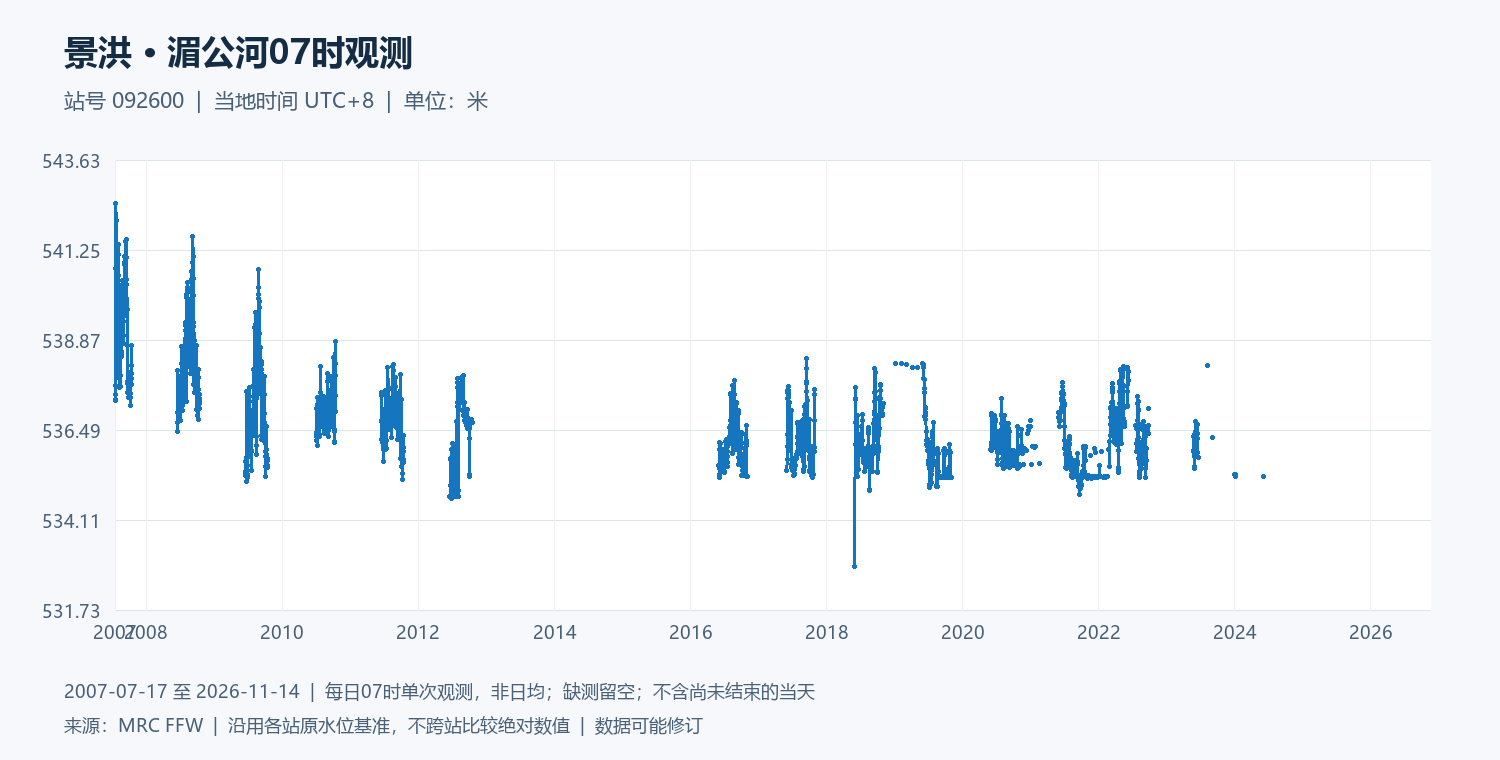 景洪 • 湄公河07时观测
站号 092600 | 当地时间 UTC+8 | 单位：米
543.63
541.25
538.87
536.49
534.11
531.73
2007 2008 2010 2012 2014 2016 2018 2020 2022 2024 2026
2007-07-17 至 2026-11-14 | 每日07时单次观测，非日均；缺测留空；不含尚未结束的当天
来源：MRC FFW | 沿用各站原水位基准，不跨站比较绝对数值 | 数据可能修订